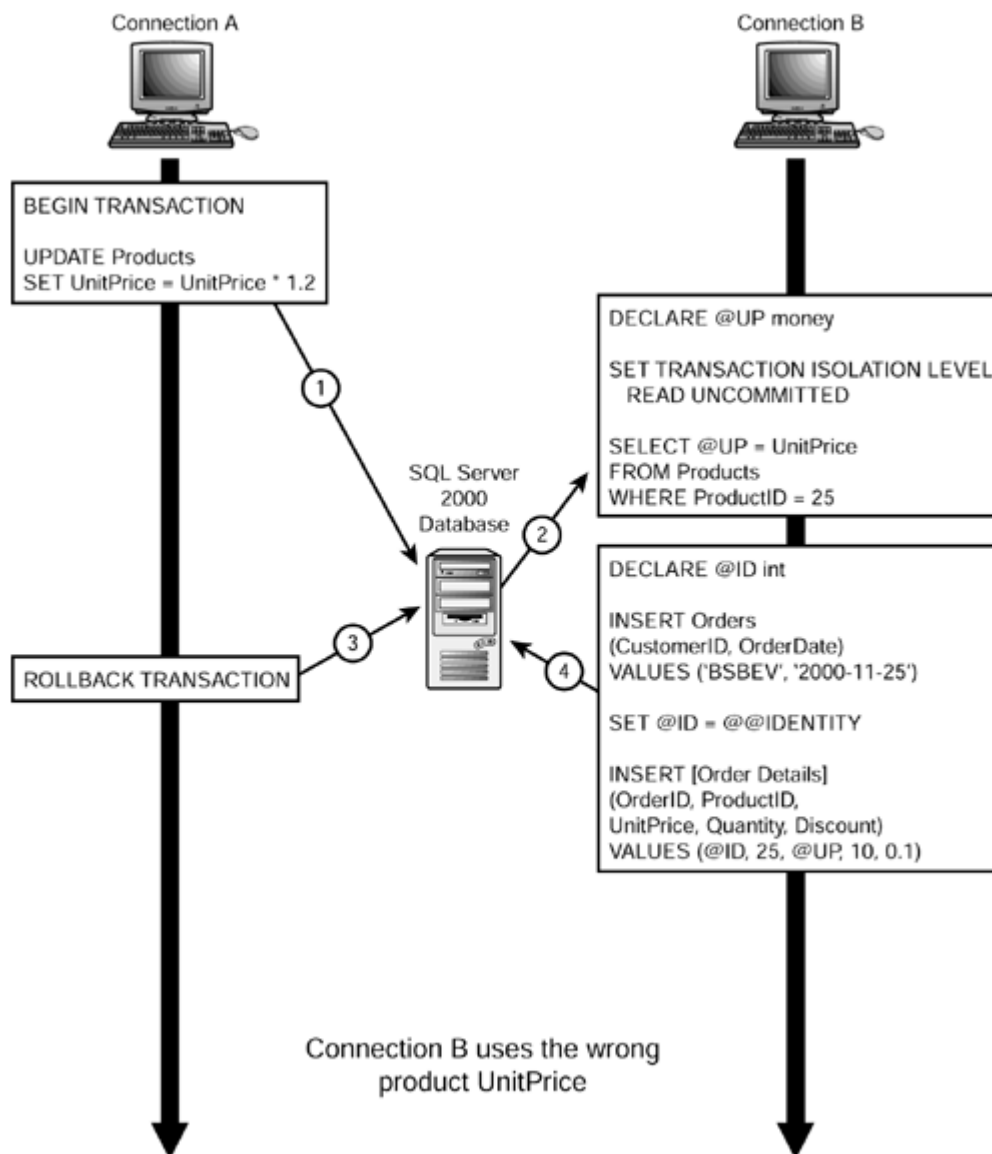 Connection A
Connection B
BEGIN TRANSACTION
UPDATE Products
SET UnitPrice = UnitPrice * 1.2
DECLARE @UP money
SET TRANSACTION ISOLATION LEVEL
READ UNCOMMITTED
SELECT @UP = UnitPrice
FROM Products
WHERE ProductID = 25
1
SQL Server
2000
Database
2
DECLARE @ID int
INSERT Orders
(CustomerID, OrderDate)
VALUES ('BSBEV', '2000-11-25')
SET @ID = @@IDENTITY
INSERT [Order Details]
(OrderID, ProductID,
UnitPrice, Quantity, Discount)
VALUES (@ID, 25, @UP, 10, 0.1)
3
4
ROLLBACK TRANSACTION
Connection B uses the wrong
product UnitPrice